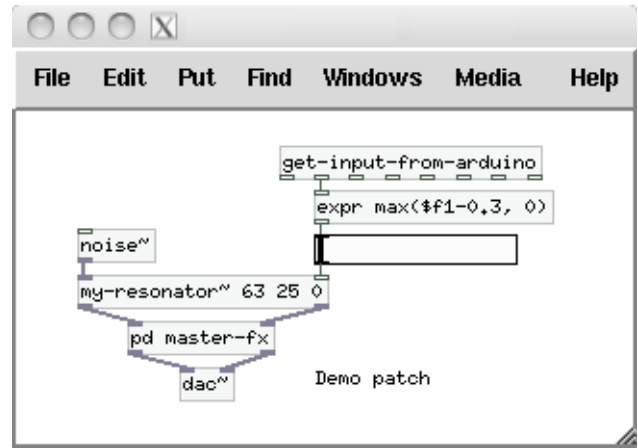 File Edit Put Find Windows Media Help
get-input-from-arduino
expr max($f1-0.3, 0)
noise~
my-resonator~ 63 25 0
pd master-fx
dac~
Demo patch